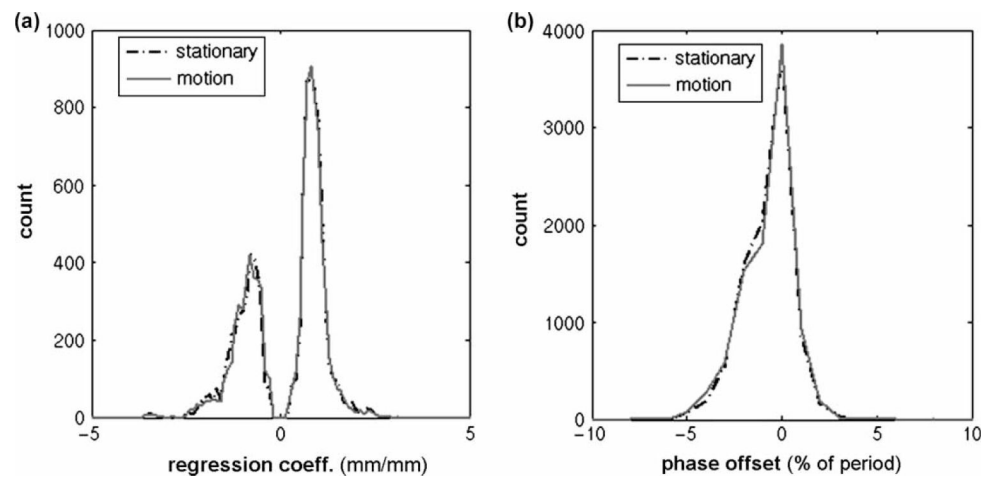 (a)
1000
800
600
400
200
0
count
stationary
motion
−5
0
5
regression coeff. (mm/mm)
(b)
4000
3000
2000
1000
0
count
stationary
motion
−10
−5
0
5
10
phase offset (% of period)